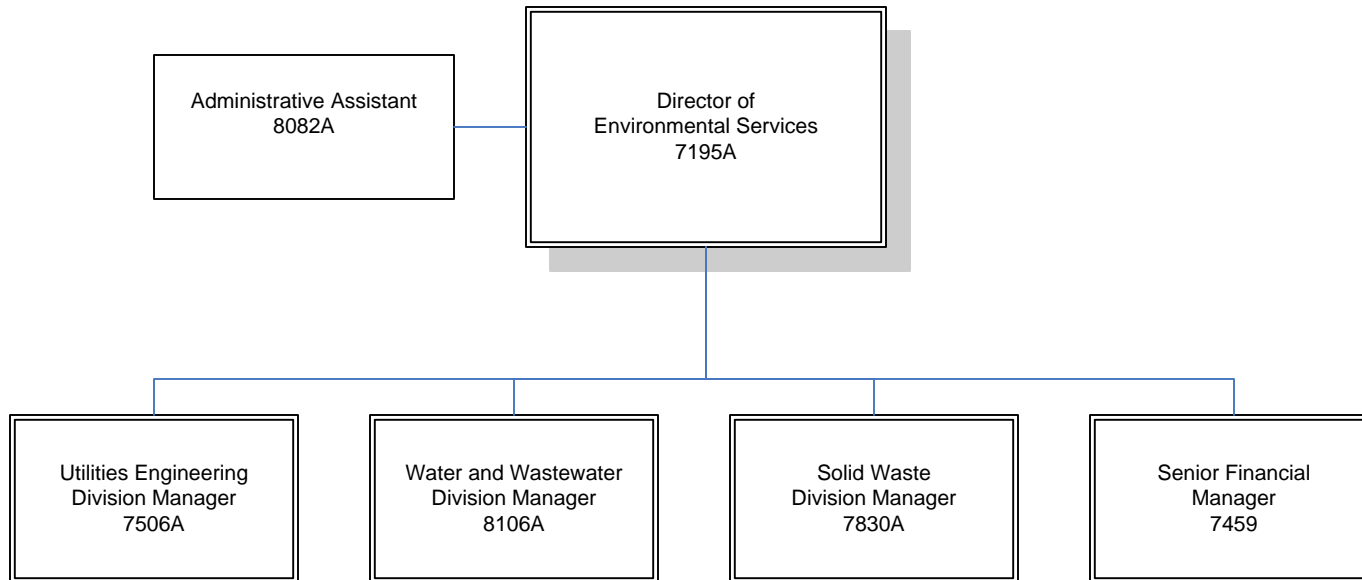 Administrative Assistant
8082A
Director of
Environmental Services
7195A
Utilities Engineering
Division Manager
7506A
Water and Wastewater
Division Manager
8106A
Solid Waste
Division Manager
7830A
Senior Financial
Manager
7459